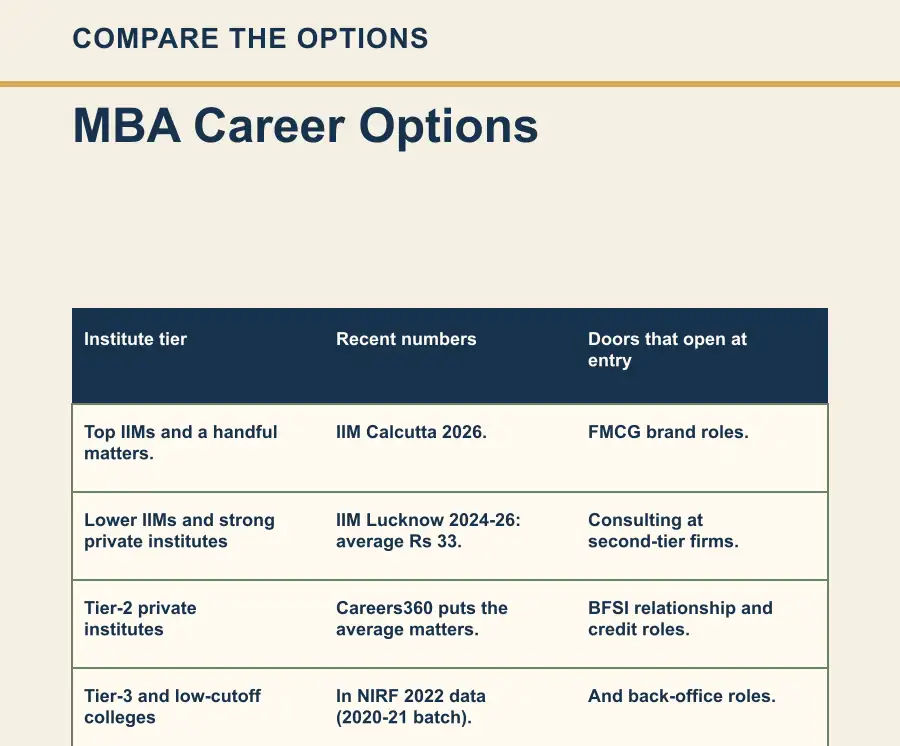 COMPARE THE OPTIONS
MBA Career Options
Institute tier
Recent numbers
Doors that open at
entry
Top IIMs and a handful
matters.
IIM Calcutta 2026.
FMCG brand roles.
Lower IIMs and strong
private institutes
IIM Lucknow 2024-26:
average Rs 33.
Consulting at
second-tier firms.
Tier-2 private
institutes
Careers360 puts the
average matters.
BFSI relationship and
credit roles.
Tier-3 and low-cutoff
colleges
In NIRF 2022 data
(2020-21 batch).
And back-office roles.